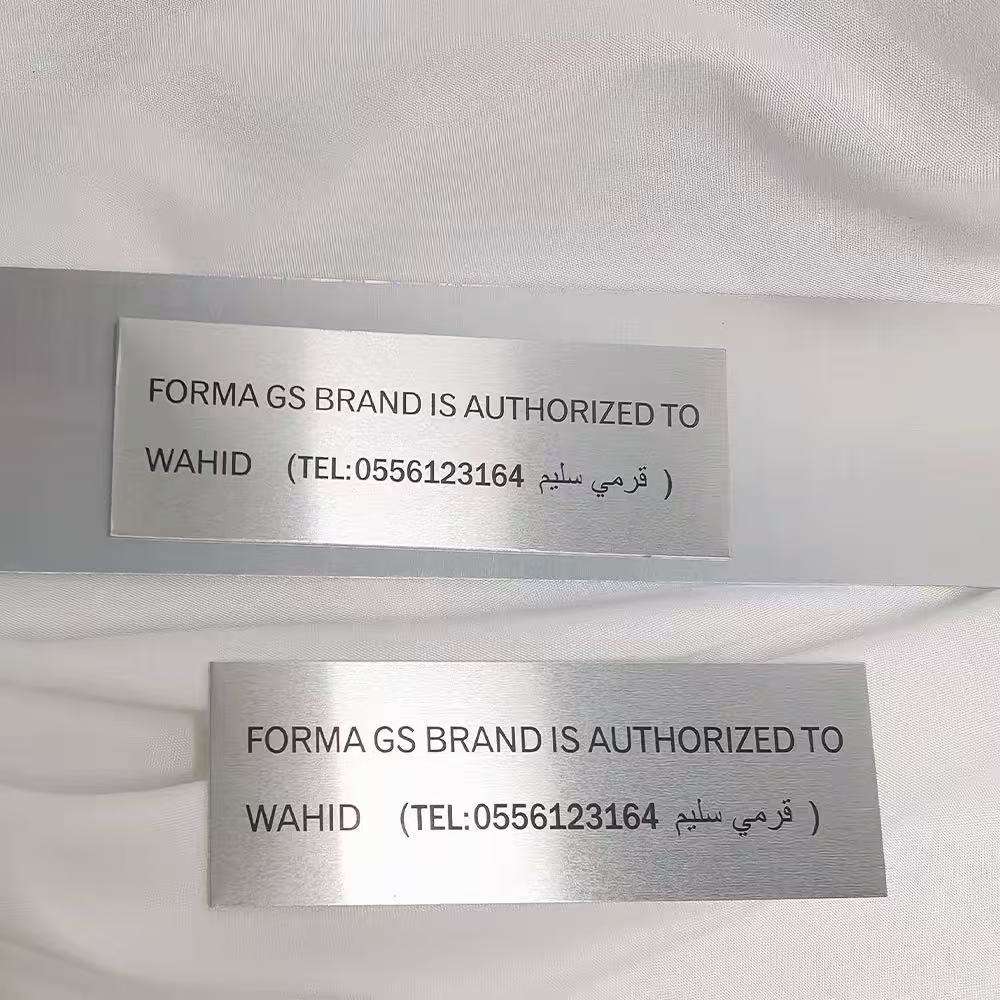 FORMA GS BRAND IS AUTHORIZED TO
WAHID (TEL:0556123164 قرمي سليم )
FORMA GS BRAND IS AUTHORIZED TO
WAHID (TEL:0556123164 قرمي سليم )